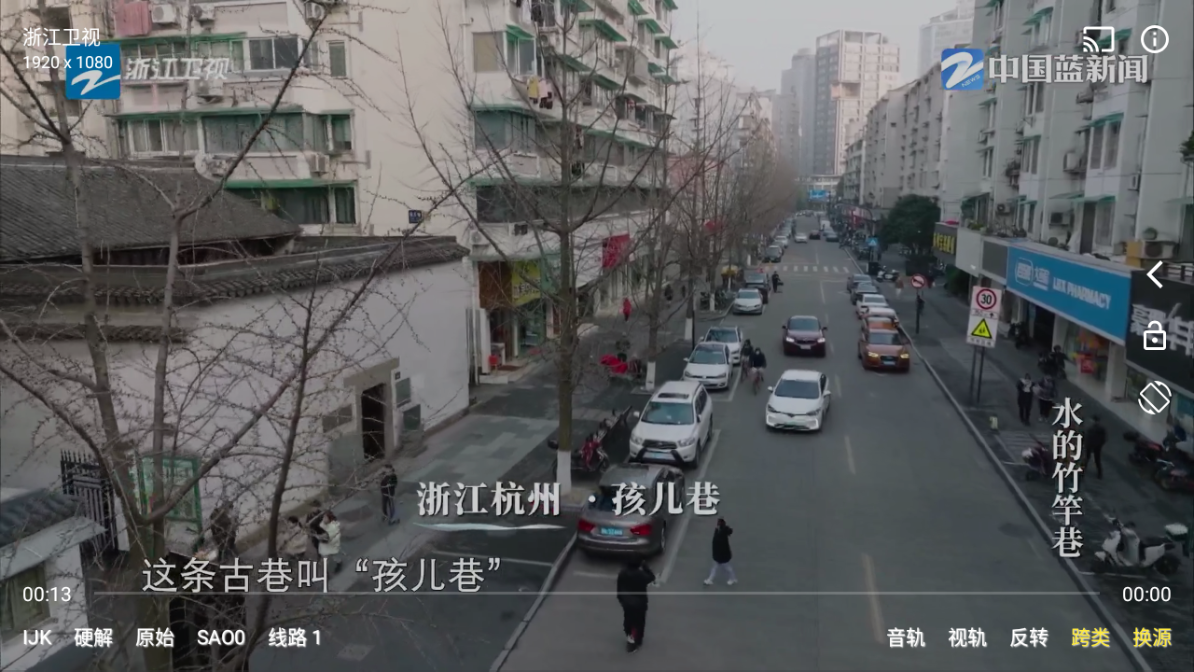 浙江卫视
1920 x 1080
浙江卫视
中国蓝新闻
30
LBX PHARMACY
水的竹竿巷
浙江杭州 · 孩儿巷
这条古巷叫“孩儿巷”
00:13
00:00
IJK 硬解 原始 SAO0 线路 1
音轨 视轨 反转 跨类 换源